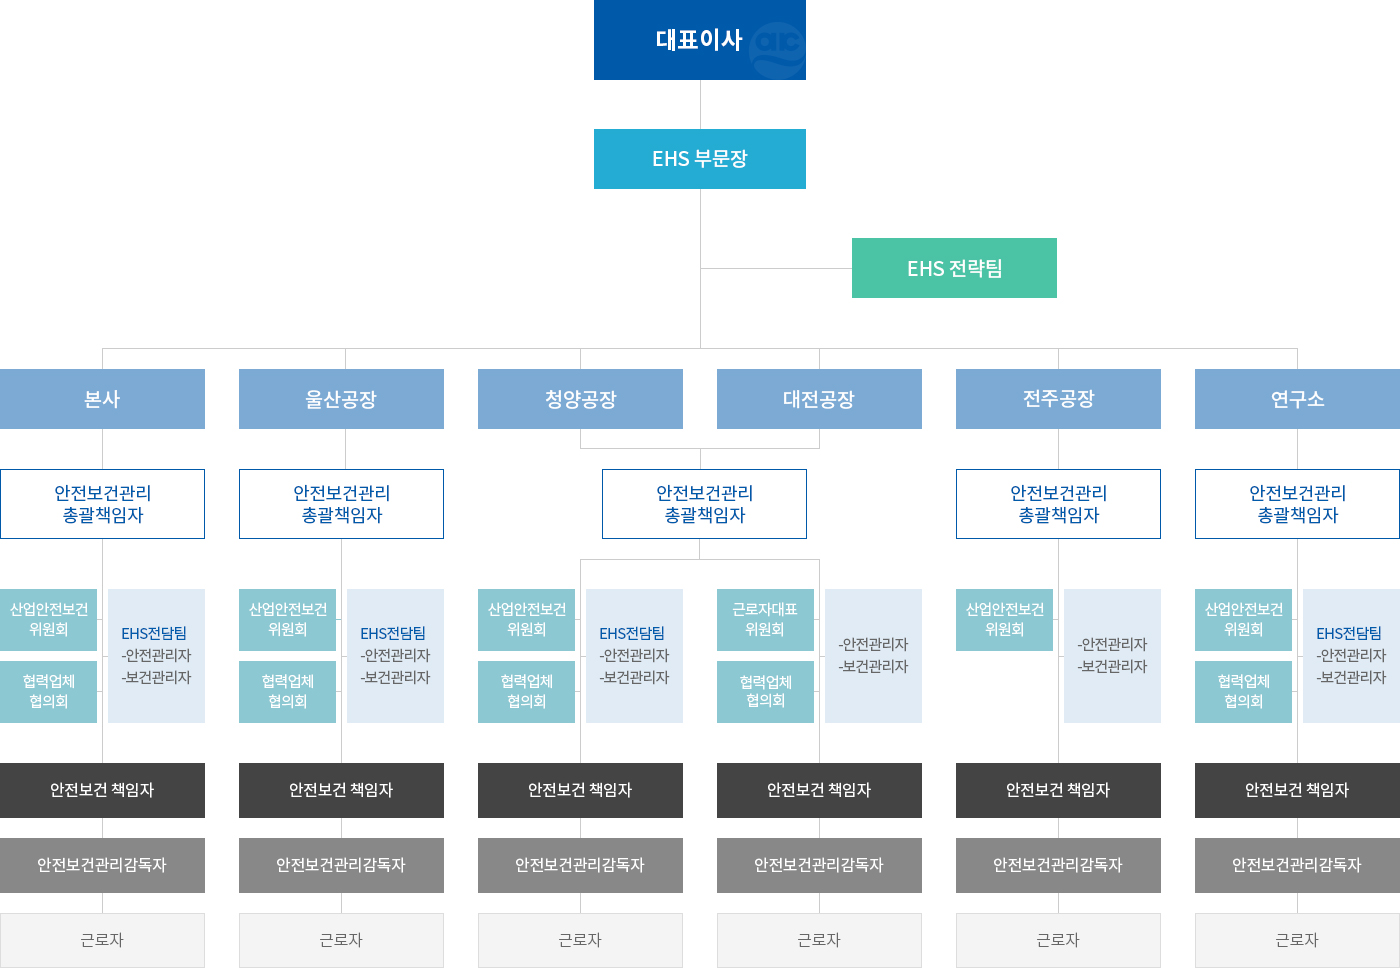 대표이사
arc
EHS 부문장
EHS 전략팀
본사
울산공장
청양공장
대전공장
전주공장
연구소
안전보건관리
총괄책임자
안전보건관리
총괄책임자
안전보건관리
총괄책임자
안전보건관리
총괄책임자
안전보건관리
총괄책임자
산업안전보건
위원회
협력업체
협의회
EHS전담팀
-안전관리자
-보건관리자
산업안전보건
위원회
협력업체
협의회
EHS전담팀
-안전관리자
-보건관리자
산업안전보건
위원회
협력업체
협의회
EHS전담팀
-안전관리자
-보건관리자
근로자대표
위원회
협력업체
협의회
-안전관리자
-보건관리자
산업안전보건
위원회
-안전관리자
-보건관리자
산업안전보건
위원회
협력업체
협의회
EHS전담팀
-안전관리자
-보건관리자
안전보건 책임자
안전보건 책임자
안전보건 책임자
안전보건 책임자
안전보건 책임자
안전보건 책임자
안전보건관리감독자
안전보건관리감독자
안전보건관리감독자
안전보건관리감독자
안전보건관리감독자
안전보건관리감독자
근로자
근로자
근로자
근로자
근로자
근로자